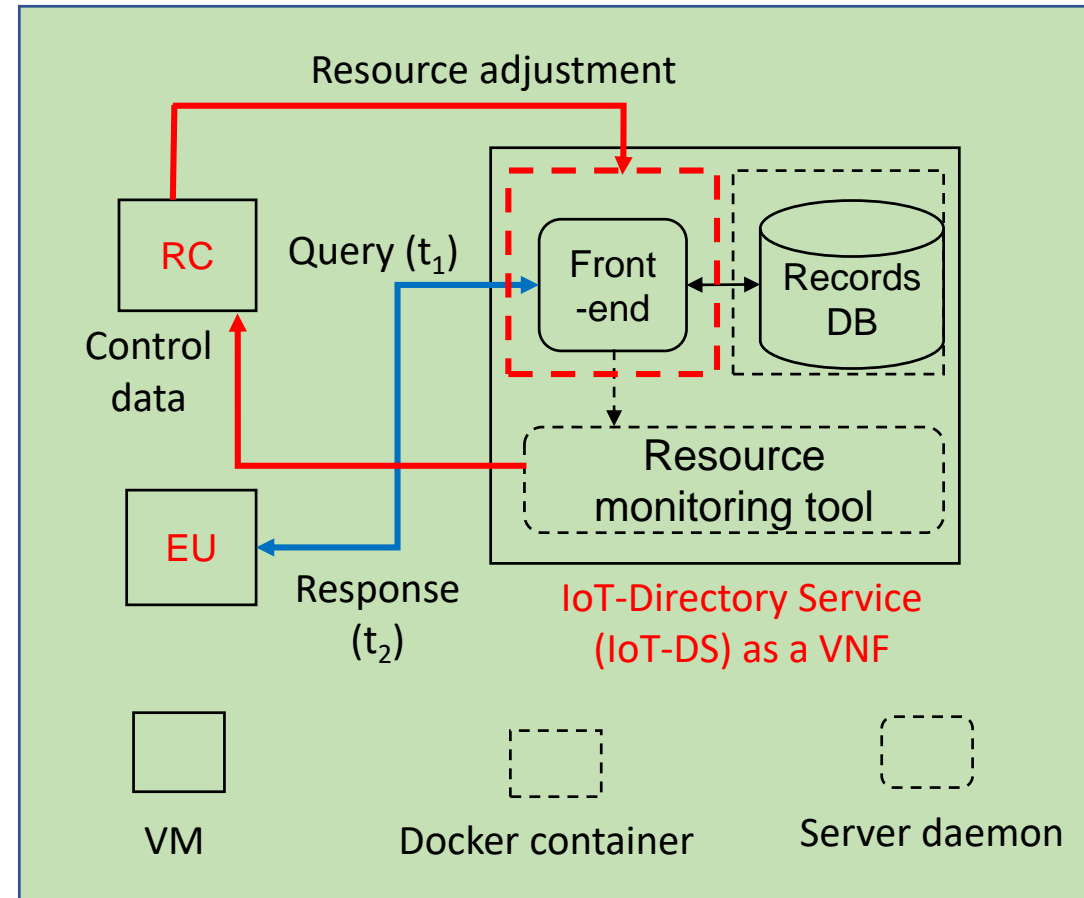 Resource adjustment
RC
Query (t₁)
Front
-end
Records
DB
Control
data
Resource
monitoring tool
EU
Response
(t₂)
IoT-Directory Service
(IoT-DS) as a VNF
VM
Docker container
Server daemon